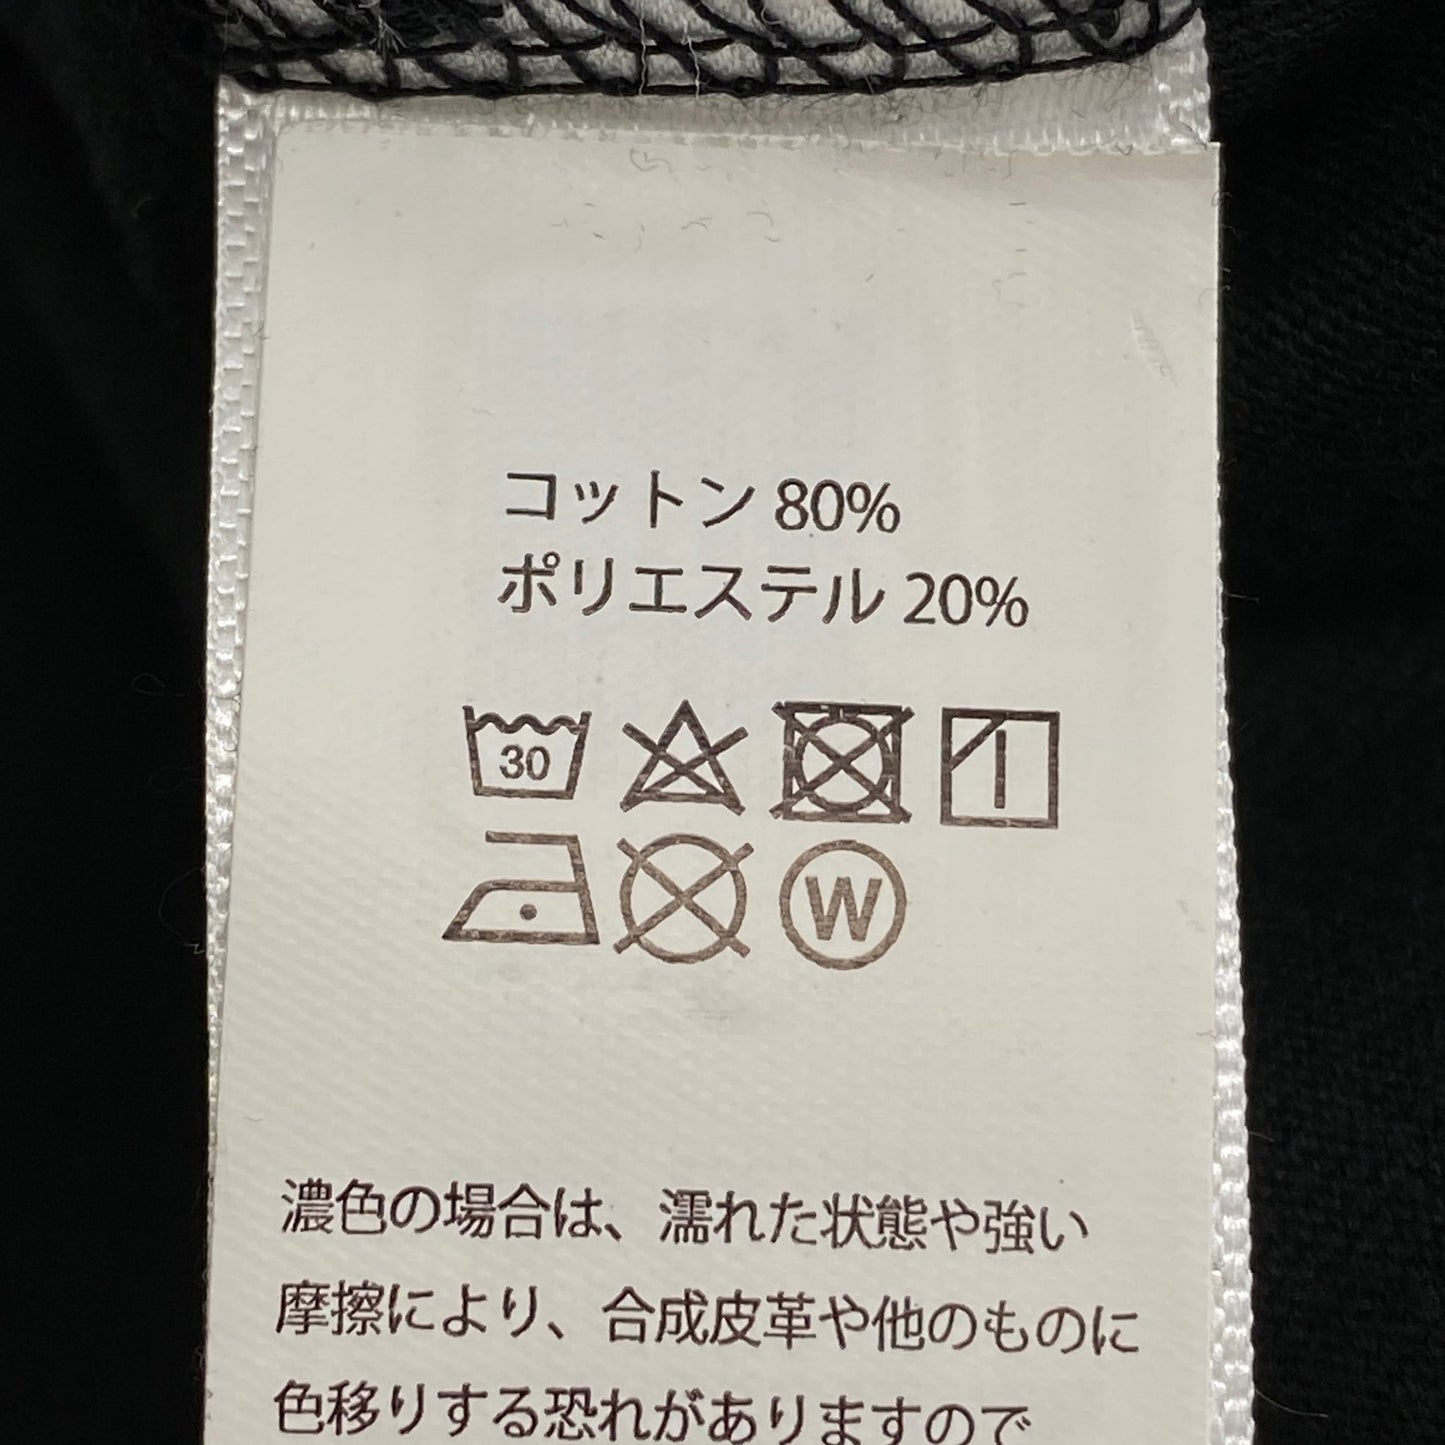 コットン 80%
ポリエステル 20%
30
W
濃色の場合は、濡れた状態や強い
摩擦により、合成皮革や他のものに
色移りする恐れがありますので